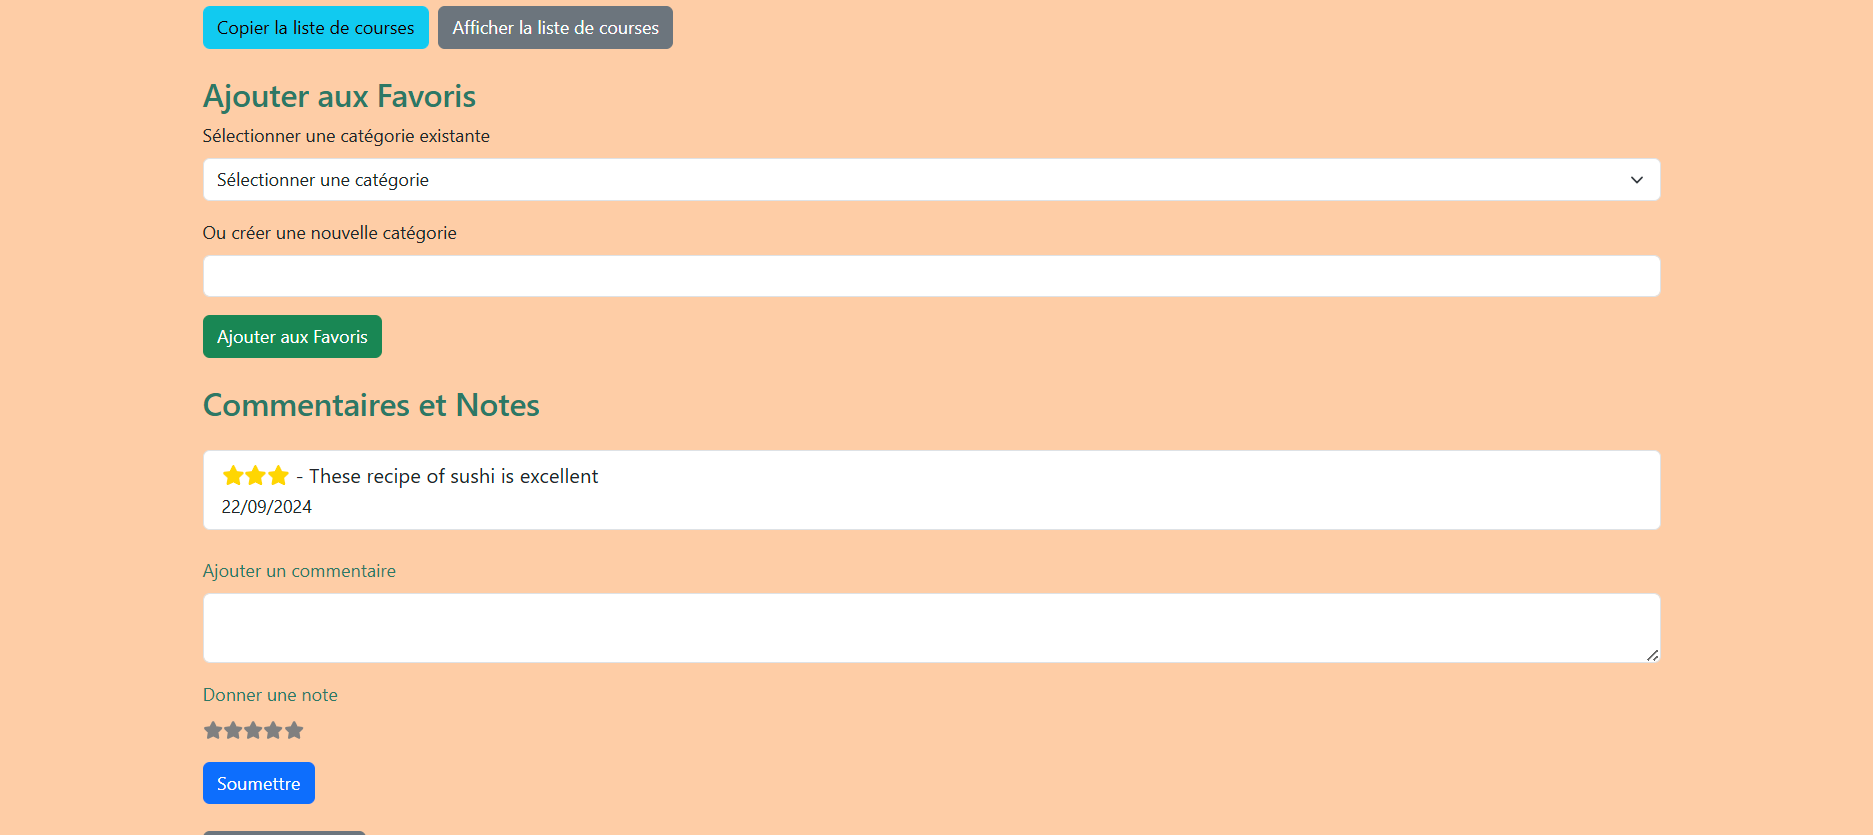 Copier la liste de courses Afficher la liste de courses
Ajouter aux Favoris
Sélectionner une catégorie existante
Sélectionner une catégorie
Ou créer une nouvelle catégorie
Ajouter aux Favoris
Commentaires et Notes
- These recipe of sushi is excellent
22/09/2024
Ajouter un commentaire
Donner une note
Soumettre